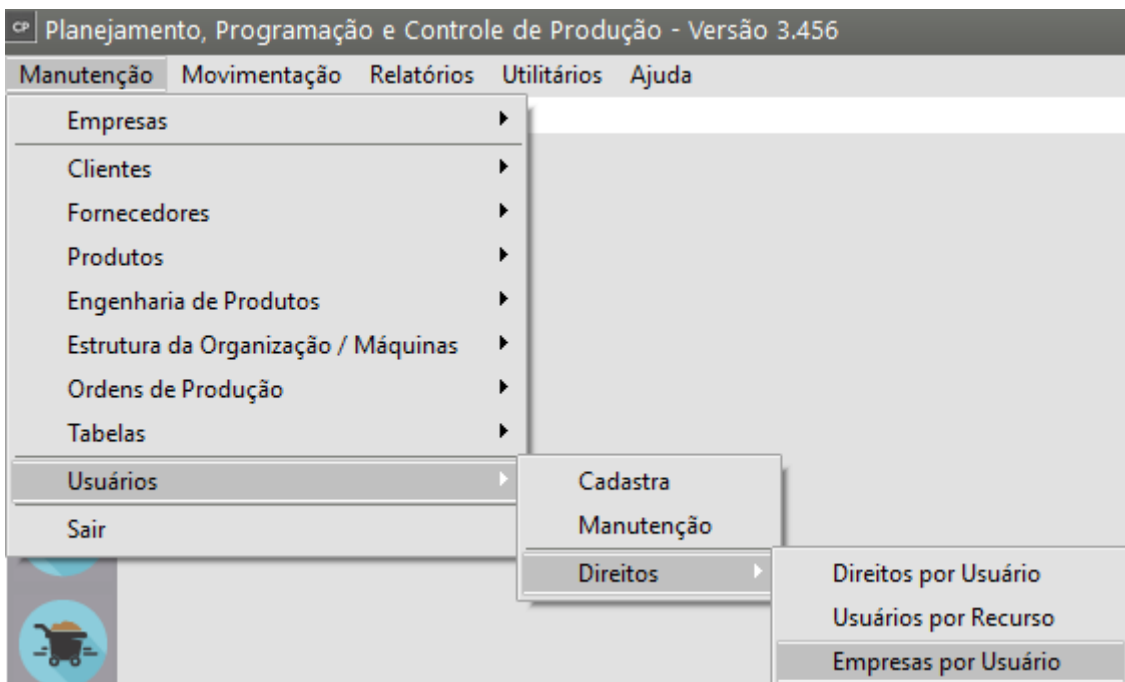 CP Planejamento, Programação e Controle de Produção - Versão 3.456
Manutenção Movimentação Relatórios Utilitários Ajuda
Empresas
Clientes
Fornecedores
Produtos
Engenharia de Produtos
Estrutura da Organização / Máquinas
Ordens de Produção
Tabelas
Usuários
Sair
Cadastra
Manutenção
Direitos
Direitos por Usuário
Usuários por Recurso
Empresas por Usuário